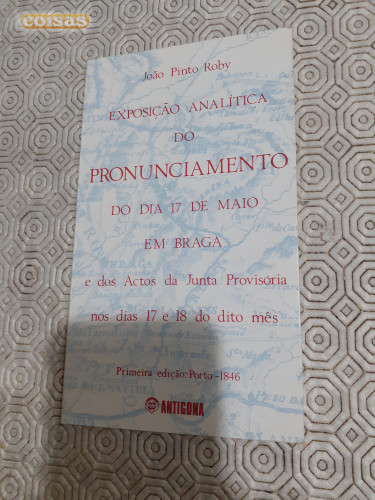 coisas
João Pinto Roby
EXPOSIÇÃO ANALÍTICA
DO
PRONUNCIAMENTO
DO DIA 17 DE MAIO
EM BRAGA
e dos Actos da Junta Provisória
nos dias 17 e 18 do dito mês
Primeira edição: Porto-1846
ANTIGONA